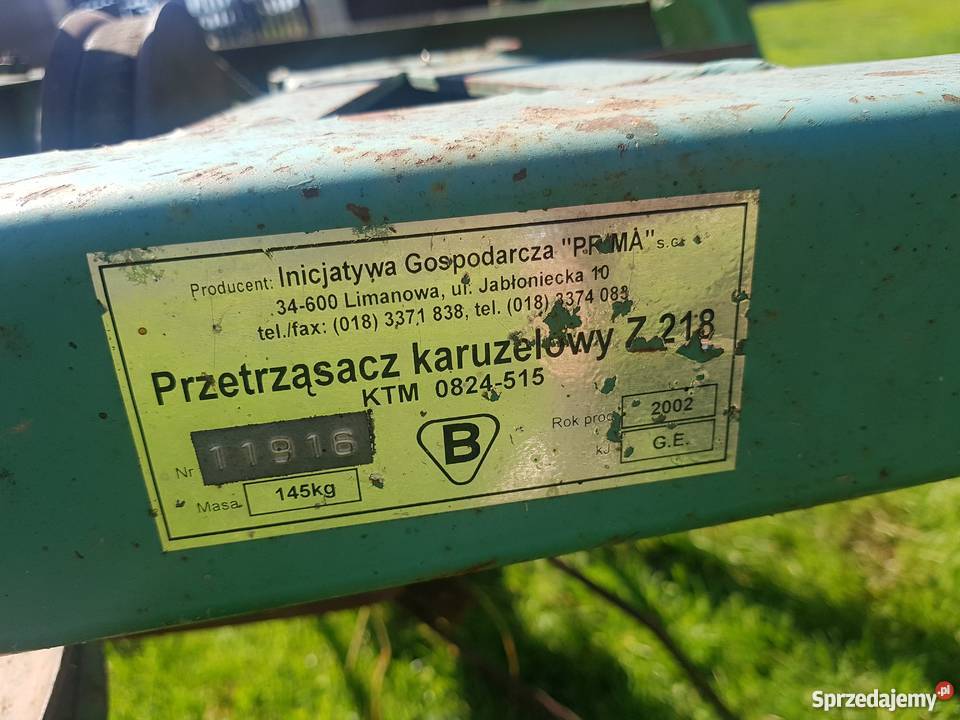 Producent: Inicjatywa Gospodarcza "PRIMA" s.c.
34-600 Limanowa, ul. Jabłoniecka 10
tel./fax: (018) 3371 838, tel. (018) 3374 083
Przetrząsacz karuzelowy Z 218
KTM 0824-515
Nr 11916
B
Rok prod. 2002
Masa 145kg
kJ G.E.
Sprzedajemy.pl